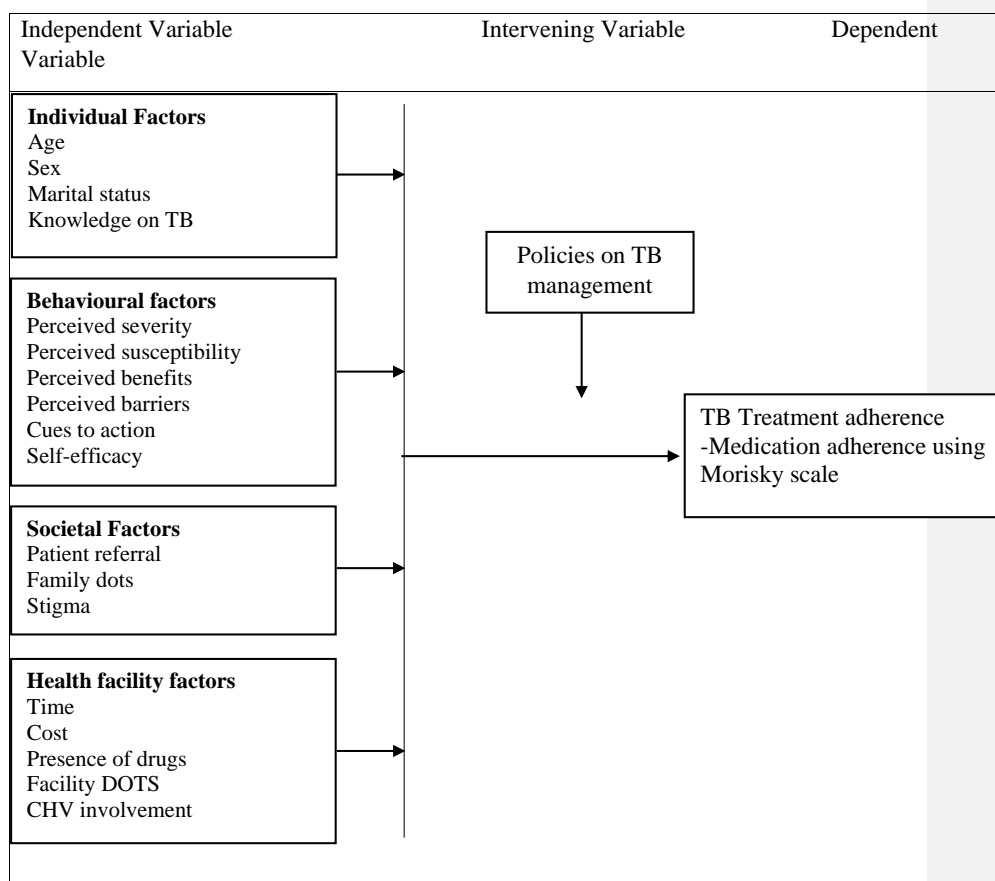 Independent Variable Intervening Variable Dependent
Variable
Individual Factors
Age
Sex
Marital status
Knowledge on TB
Behavioural factors
Perceived severity
Perceived susceptibility
Perceived benefits
Perceived barriers
Cues to action
Self-efficacy
Societal Factors
Patient referral
Family dots
Stigma
Health facility factors
Time
Cost
Presence of drugs
Facility DOTS
CHV involvement
Policies on TB
management
TB Treatment adherence
-Medication adherence using
Morisky scale